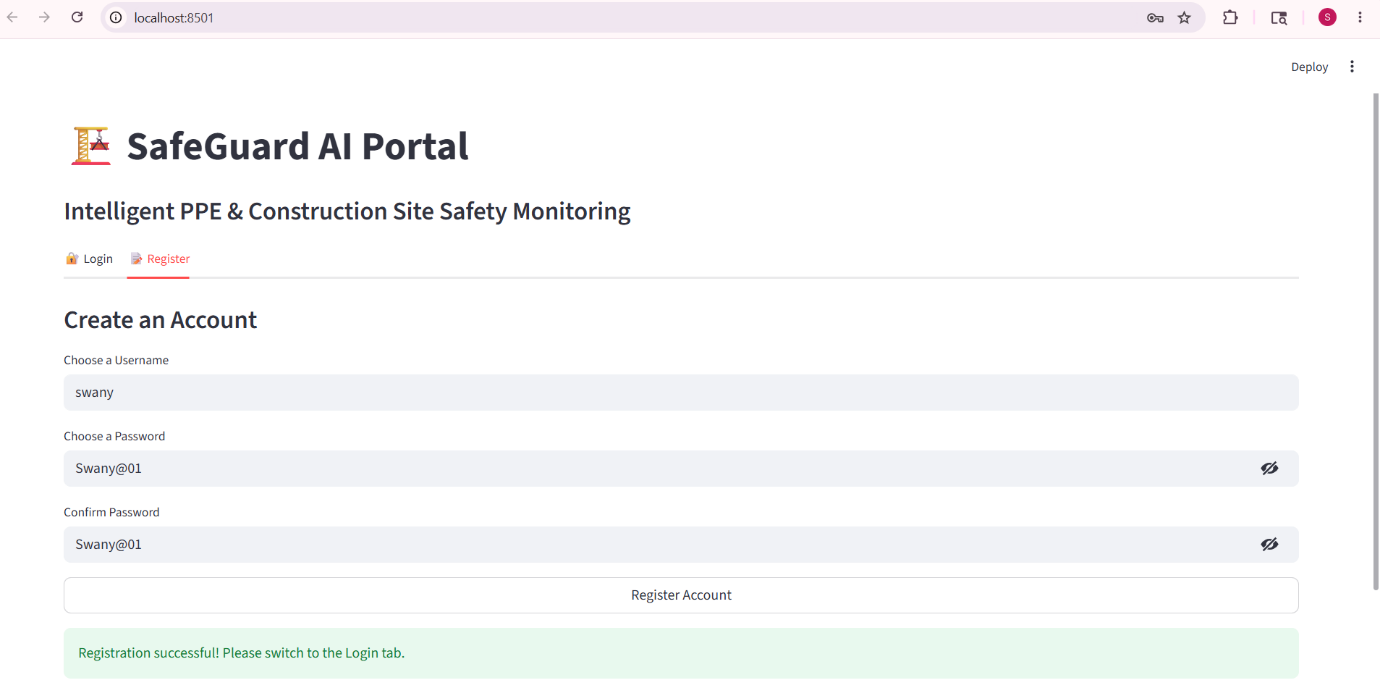 localhost:8501
S
Deploy
SafeGuard AI Portal
Intelligent PPE & Construction Site Safety Monitoring
Login Register
Create an Account
Choose a Username
swany
Choose a Password
Swany@01
Confirm Password
Swany@01
Register Account
Registration successful! Please switch to the Login tab.